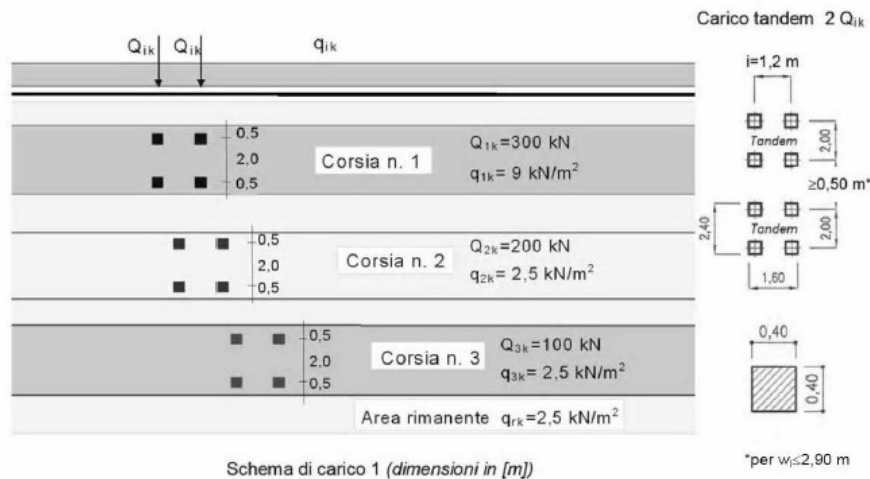 Carico tandem 2 Qik
Qik Qik qik
i=1,2 m
0,5
2,0
0,5
Corsia n. 1
Q1k=300 kN
q1k= 9 kN/m²
Tandem
2,00
≥0,50 m*
0,5
2,0
0,5
Corsia n. 2
Q2k=200 kN
q2k= 2,5 kN/m²
2,40
Tandem
2,00
1,60
0,5
2,0
0,5
Corsia n. 3
Q3k=100 kN
q3k= 2,5 kN/m²
0,40
0,40
Area rimanente qrk=2,5 kN/m²
Schema di carico 1 (dimensioni in [m])
*per wl≤2,90 m